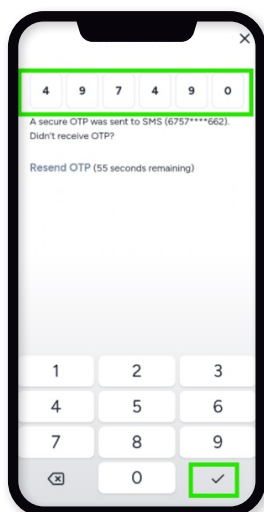 4 9 7 4 9 0
A secure OTP was sent to SMS (6757****662).
Didn't receive OTP?
Resend OTP (55 seconds remaining)
1 2 3
4 5 6
7 8 9
0